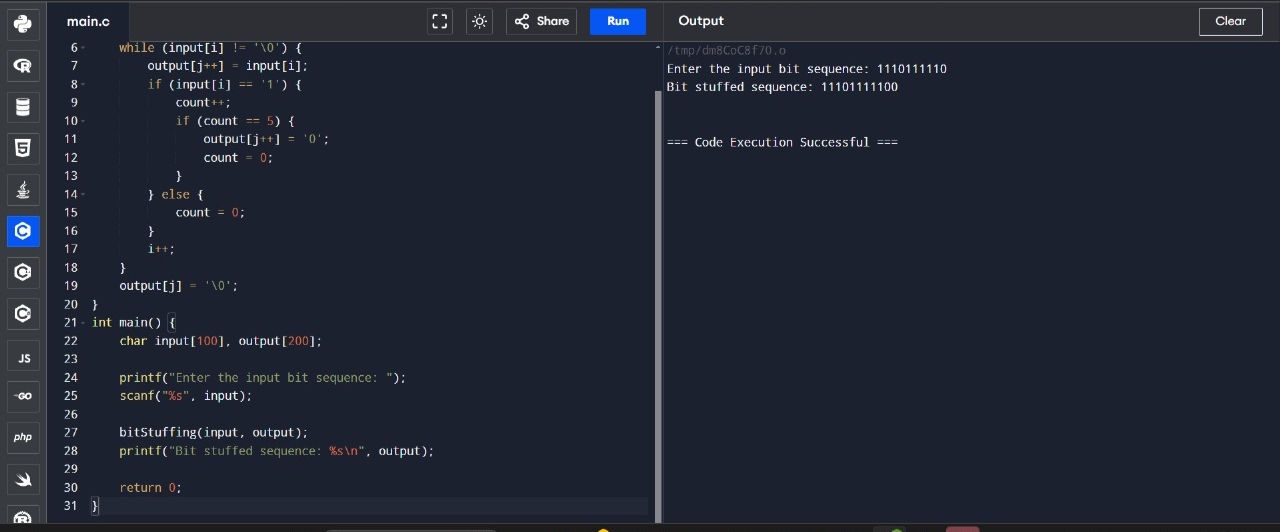 main.c
Share
Run
Output
Clear
6 while (input[i] != '\0') {
7 output[j++] = input[i];
8 if (input[i] == '1') {
9 count++;
10 if (count == 5) {
11 output[j++] = '0';
12 count = 0;
13 }
14 } else {
15 count = 0;
16 }
17 i++;
18 }
19 output[j] = '\0';
20 }
21 int main() {
22 char input[100], output[200];
23
24 printf("Enter the input bit sequence: ");
25 scanf("%s", input);
26
27 bitStuffing(input, output);
28 printf("Bit stuffed sequence: %s\n", output);
29
30 return 0;
31 }
/tmp/dm8CoC8f7O.o
Enter the input bit sequence: 1110111110
Bit stuffed sequence: 11101111100
=== Code Execution Successful ===
R
5
C
C
C
JS
GO
php
R